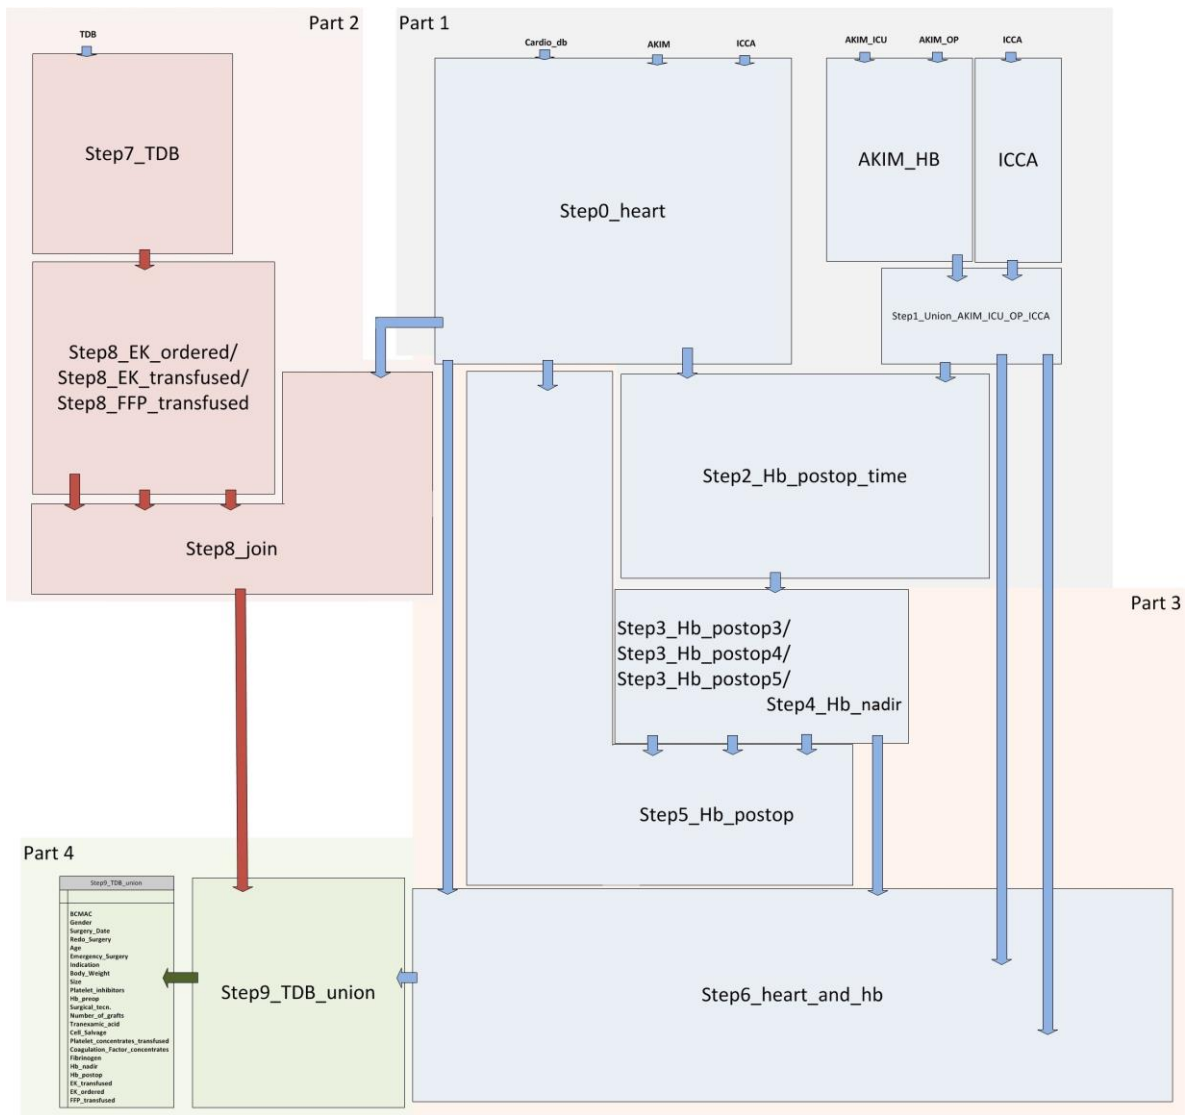 Part 2
TDB
Step7_TDB
Step8_EK_ordered/
Step8_EK_transfused/
Step8_FFP_transfused
Step8_join
Part 1
Cardio_db
AKIM
ICCA
AKIM_ICU
AKIM_OP
ICCA
Step0_heart
AKIM_HB
ICCA
Step1_Union_AKIM_ICU_OP_ICCA
Step2_Hb_postop_time
Part 3
Step3_Hb_postop3/
Step3_Hb_postop4/
Step3_Hb_postop5/
Step4_Hb_nadir
Step5_Hb_postop
Step6_heart_and_hb
Part 4
Step9_TDB_union
BCMAC
Gender
Surgery_Date
Redo_Surgery
Age
Emergency_Surgery
Indication
Body_Weight
Size
Platelet_inhibitors
Hb_preop
Surgical_tecn.
Number_of_grafts
Tranexamic_acid
Cell_Salvage
Platelet_concentrates_transfused
Coagulation_Factor_concentrates
Fibrinogen
Hb_nadir
Hb_postop
EK_transfused
EK_ordered
FFP_transfused
Step9_TDB_union